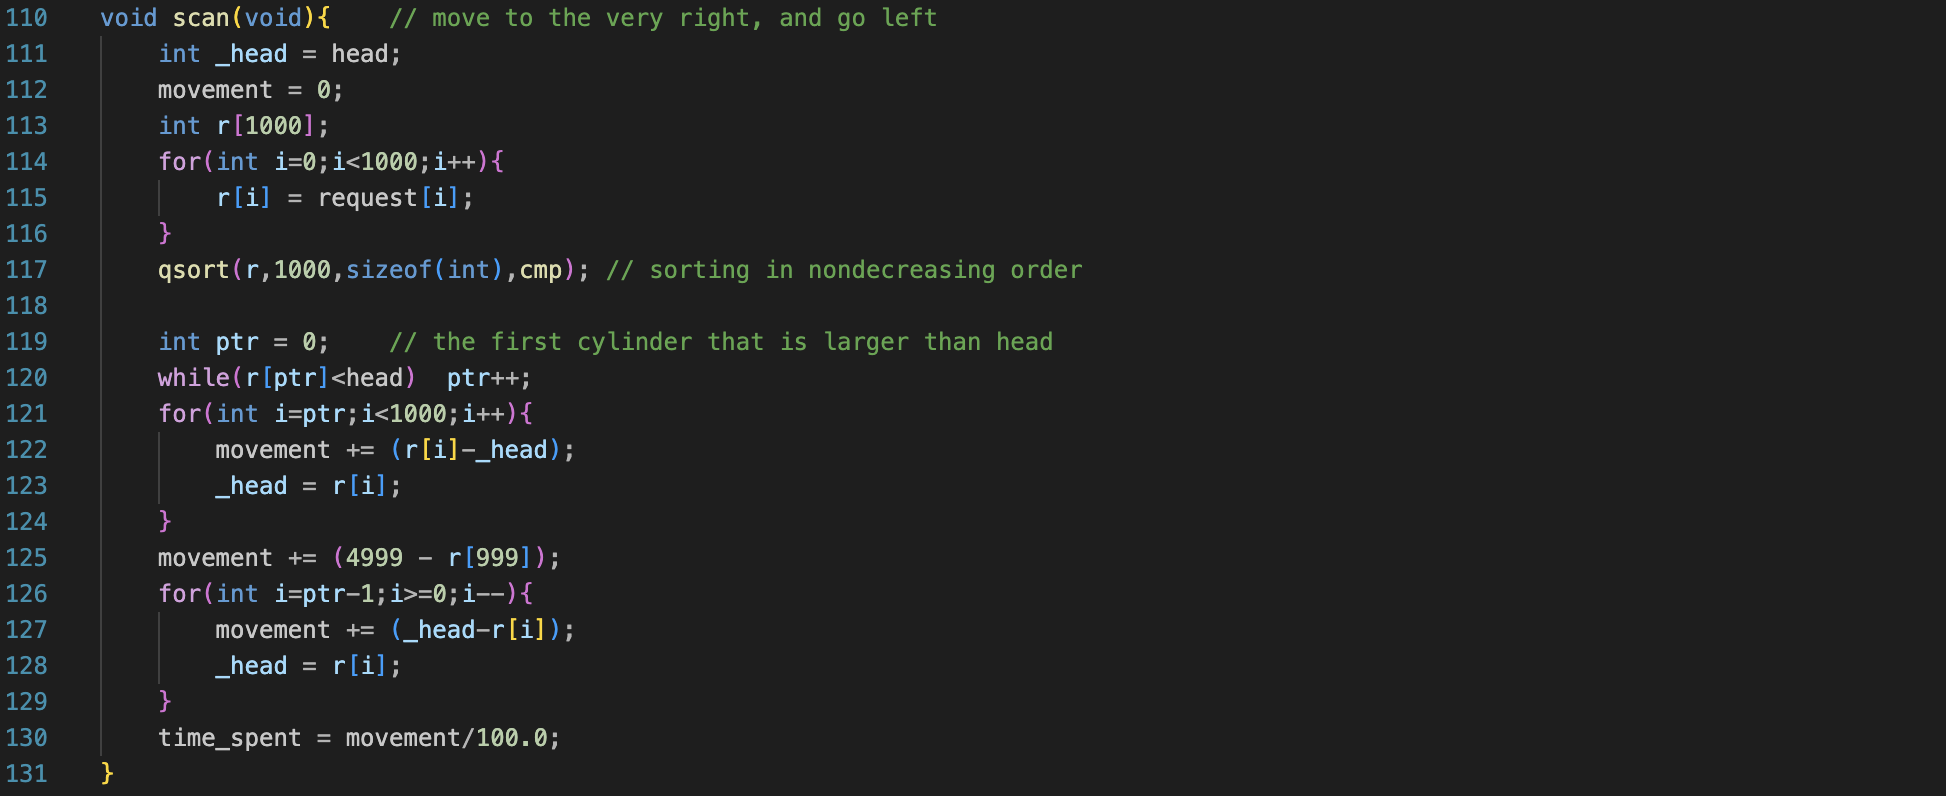 110 void scan(void){    // move to the very right, and go left
111     int _head = head;
112     movement = 0;
113     int r[1000];
114     for(int i=0;i<1000;i++){
115         r[i] = request[i];
116     }
117     qsort(r,1000,sizeof(int),cmp); // sorting in nondecreasing order
118
119     int ptr = 0;    // the first cylinder that is larger than head
120     while(r[ptr]<head)  ptr++;
121     for(int i=ptr;i<1000;i++){
122         movement += (r[i]-_head);
123         _head = r[i];
124     }
125     movement += (4999 - r[999]);
126     for(int i=ptr-1;i>=0;i--){
127         movement += (_head-r[i]);
128         _head = r[i];
129     }
130     time_spent = movement/100.0;
131 }